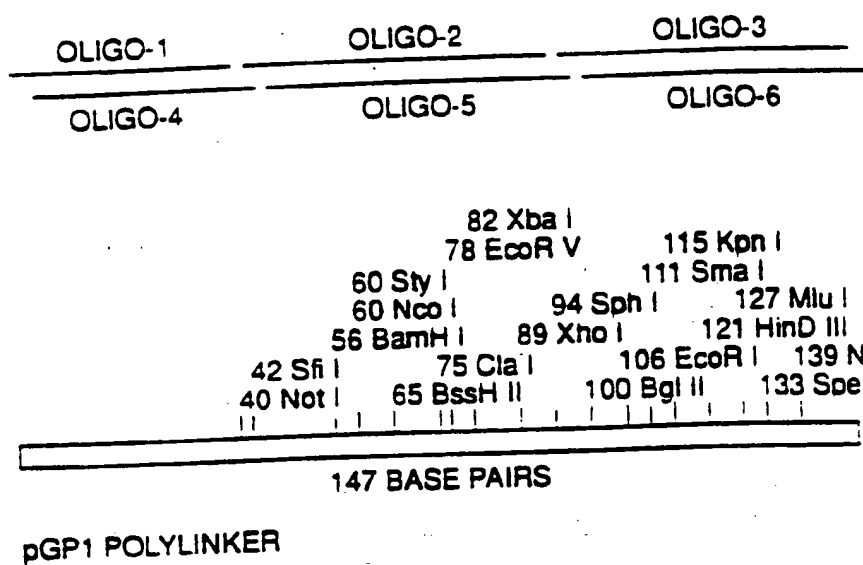 OLIGO-1 OLIGO-2 OLIGO-3
OLIGO-4 OLIGO-5 OLIGO-6
82 Xba I
78 EcoR V 115 Kpn I
60 Sty I 111 Sma I
60 Nco I 94 Sph I 127 Mlu I
56 BamH I 89 Xho I 121 HinD III
42 Sfi I 75 Cla I 106 EcoR I 139 N
40 Not I 65 BssH II 100 Bgl II 133 Spe
147 BASE PAIRS
pGP1 POLYLINKER